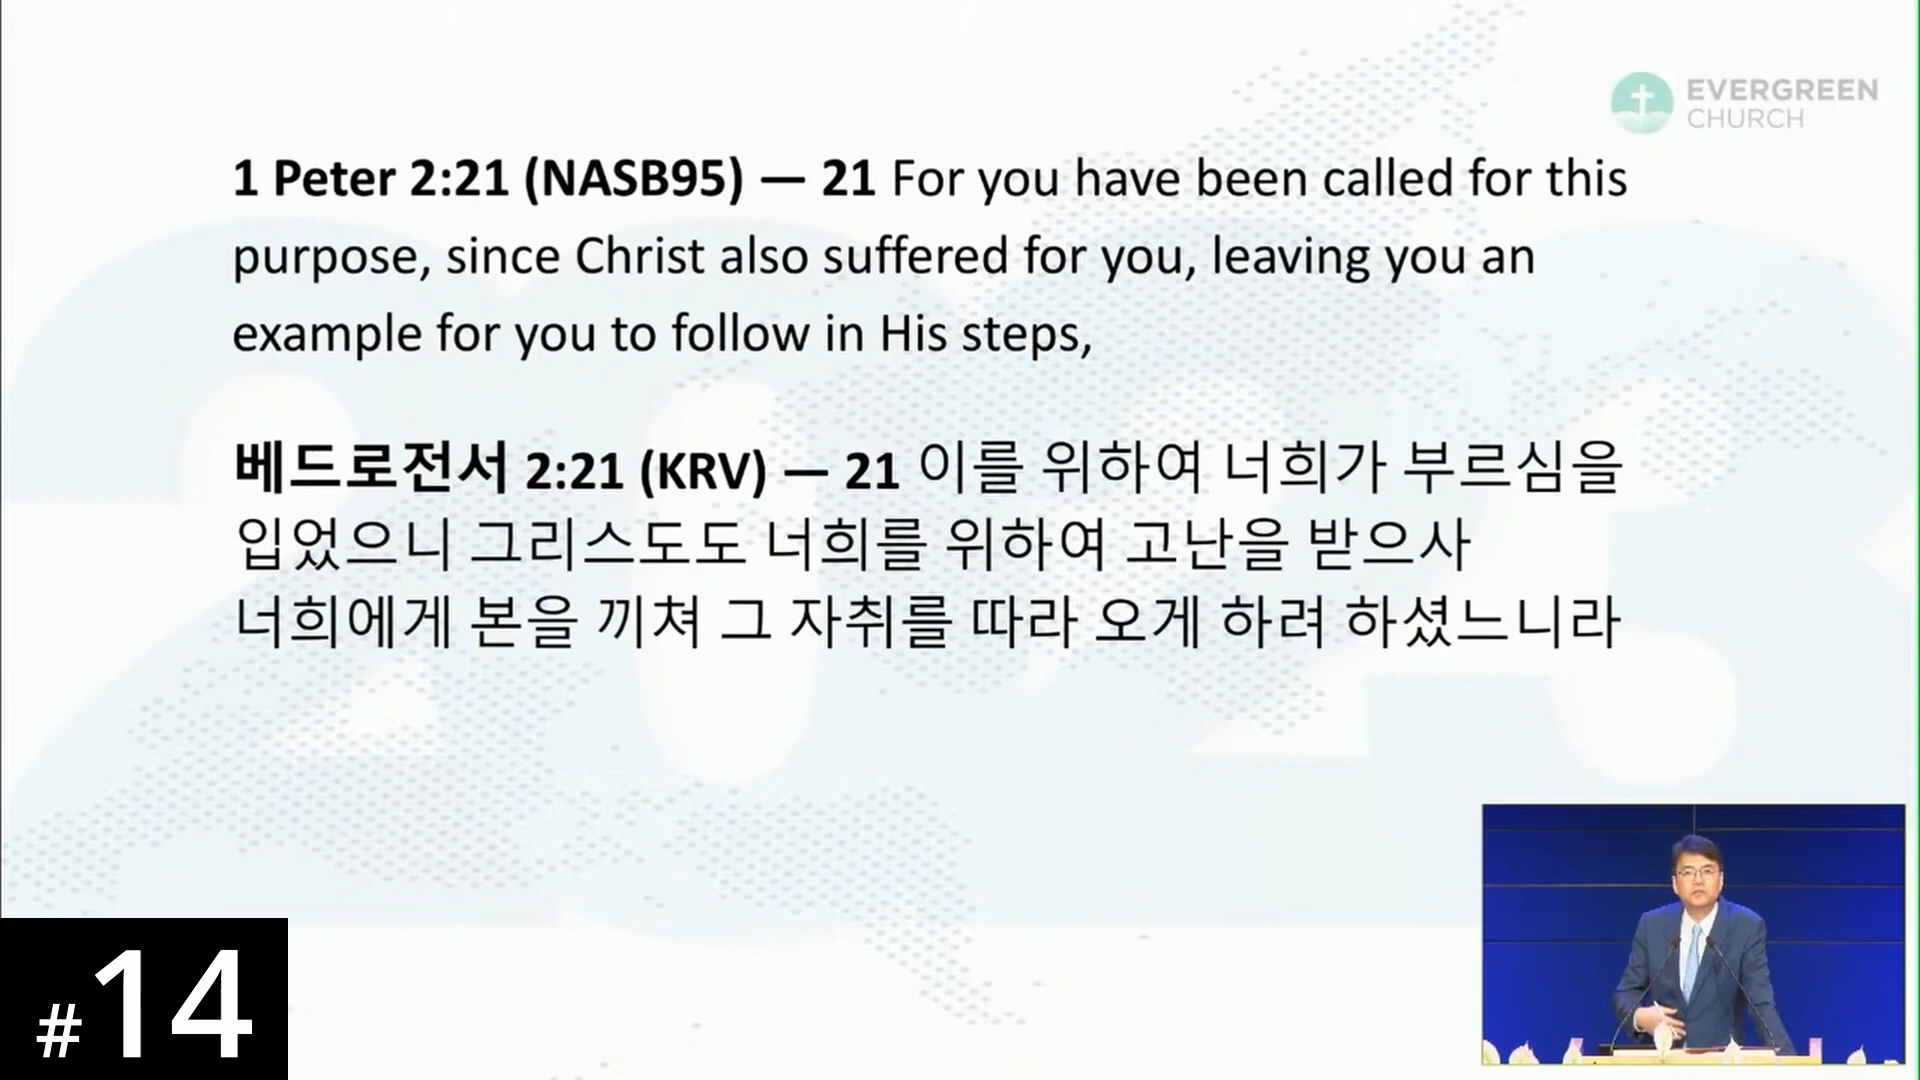 EVERGREEN
CHURCH
1 Peter 2:21 (NASB95) — 21 For you have been called for this
purpose, since Christ also suffered for you, leaving you an
example for you to follow in His steps,
베드로전서 2:21 (KRV) — 21 이를 위하여 너희가 부르심을
입었으니 그리스도도 너희를 위하여 고난을 받으사
너희에게 본을 끼쳐 그 자취를 따라 오게 하려 하셨느니라
#14